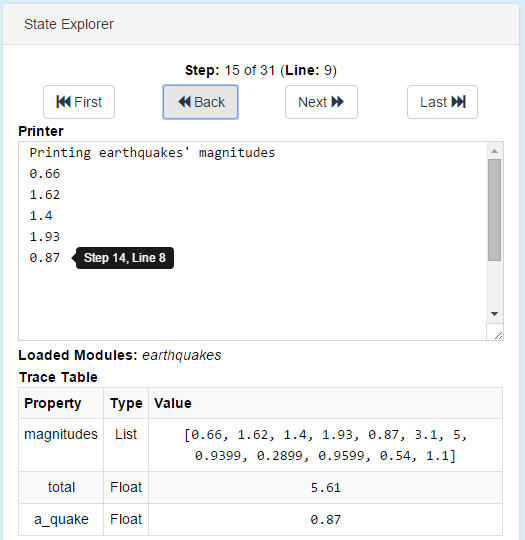 State Explorer
Step: 15 of 31 (Line: 9)
First Back Next Last
Printer
Printing earthquakes' magnitudes
0.66
1.62
1.4
1.93
0.87 Step 14, Line 8
Loaded Modules: earthquakes
Trace Table
Property Type Value
magnitudes List [0.66, 1.62, 1.4, 1.93, 0.87, 3.1, 5,
0.9399, 0.2899, 0.9599, 0.54, 1.1]
total Float 5.61
a_quake Float 0.87